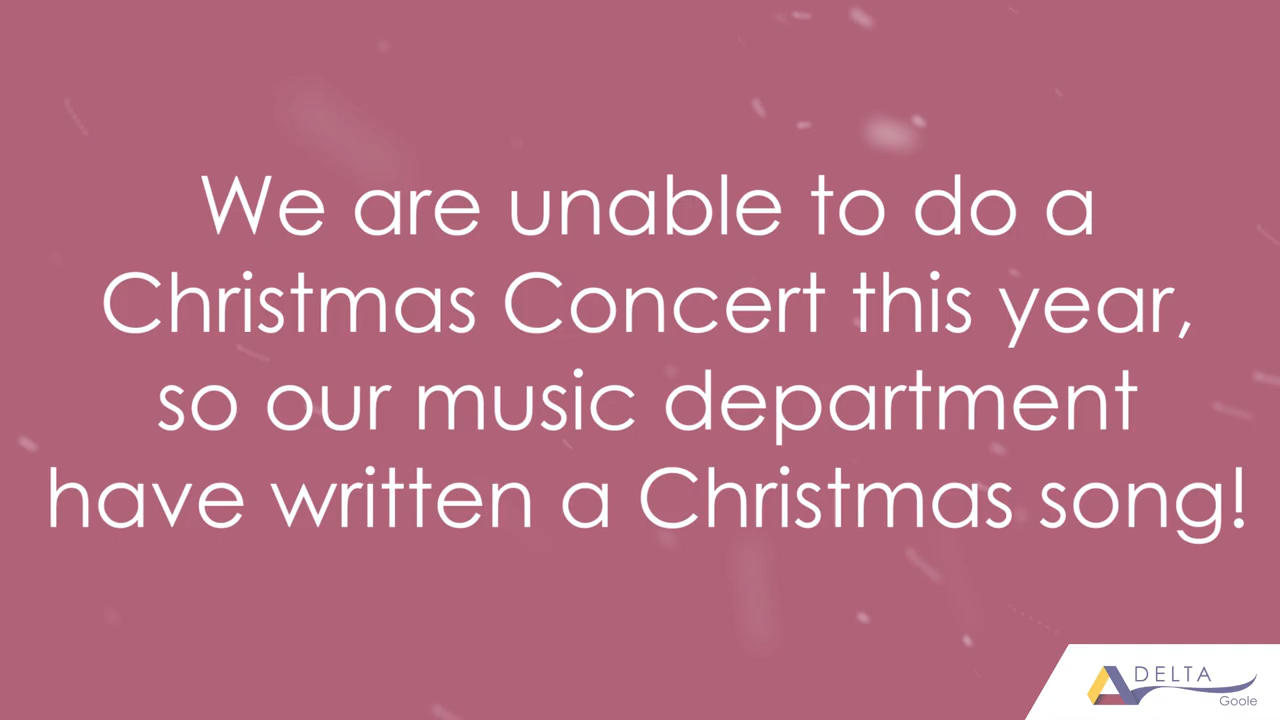 We are unable to do a
Christmas Concert this year,
so our music department
have written a Christmas song!
DELTA
Goole